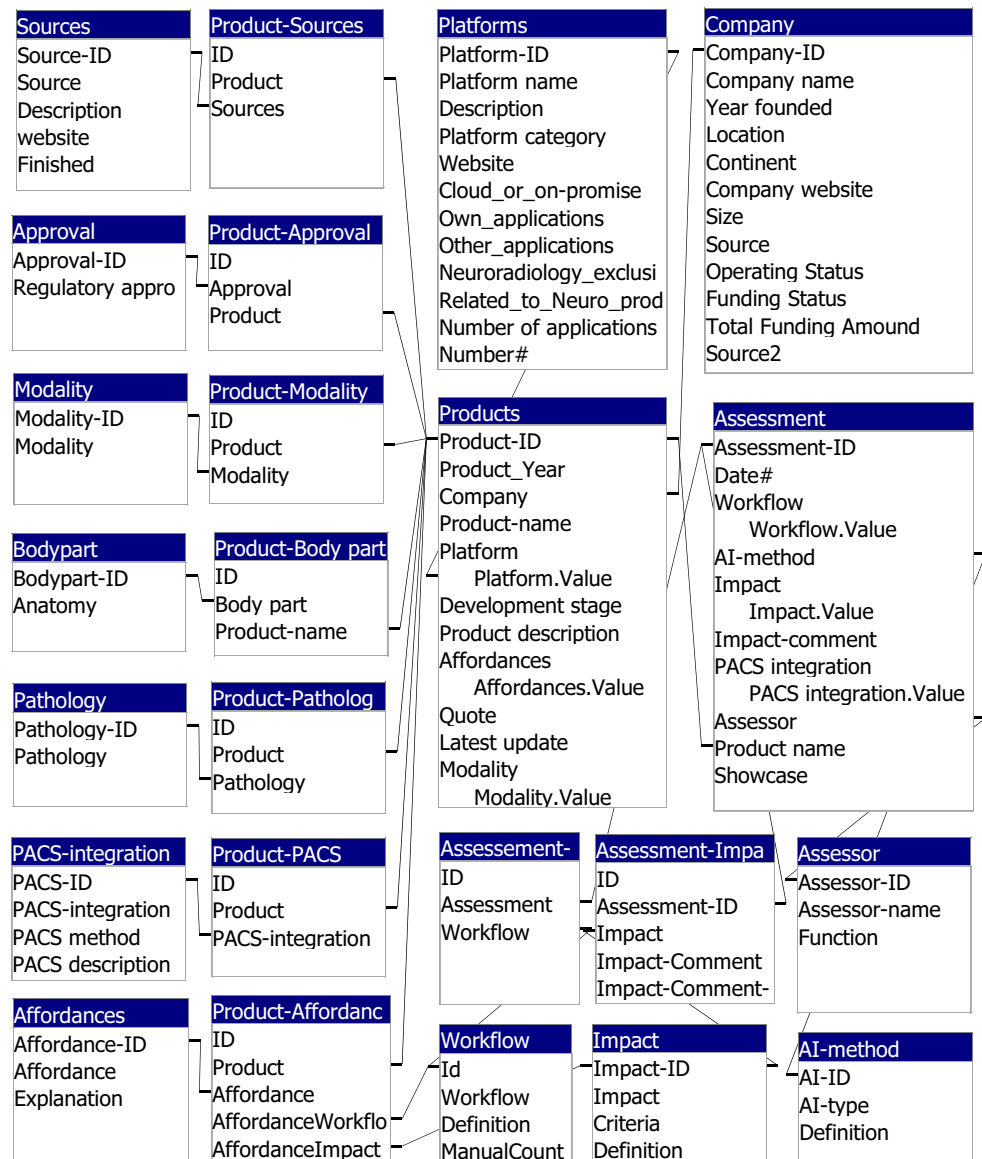 Sources
Source-ID
Source
Description
website
Finished
Product-Sources
ID
Product
Sources
Platforms
Platform-ID
Platform name
Description
Platform category
Website
Cloud_or_on-promise
Own_applications
Other_applications
Neuroradiology_exclusi
Related_to_Neuro_prod
Number of applications
Number#
Company
Company-ID
Company name
Year founded
Location
Continent
Company website
Size
Source
Operating Status
Funding Status
Total Funding Amound
Source2
Approval
Approval-ID
Regulatory appro
Product-Approval
ID
Approval
Product
Modality
Modality-ID
Modality
Product-Modality
ID
Product
Modality
Products
Product-ID
Product_Year
Company
Product-name
Platform
Platform.Value
Development stage
Product description
Affordances
Affordances.Value
Quote
Latest update
Modality
Modality.Value
Assessment
Assessment-ID
Date#
Workflow
Workflow.Value
AI-method
Impact
Impact.Value
Impact-comment
PACS integration
PACS integration.Value
Assessor
Product name
Showcase
Bodypart
Bodypart-ID
Anatomy
Product-Body part
ID
Body part
Product-name
Pathology
Pathology-ID
Pathology
Product-Patholog
ID
Product
Pathology
PACS-integration
PACS-ID
PACS-integration
PACS method
PACS description
Product-PACS
ID
Product
PACS-integration
Assessement-
ID
Assessment
Workflow
Assessment-Impa
ID
Assessment-ID
Impact
Impact-Comment
Impact-Comment-
Assessor
Assessor-ID
Assessor-name
Function
Affordances
Affordance-ID
Affordance
Explanation
Product-Affordanc
ID
Product
Affordance
AffordanceWorkflo
AffordanceImpact
Workflow
Id
Workflow
Definition
ManualCount
Impact
Impact-ID
Impact
Criteria
Definition
AI-method
AI-ID
AI-type
Definition